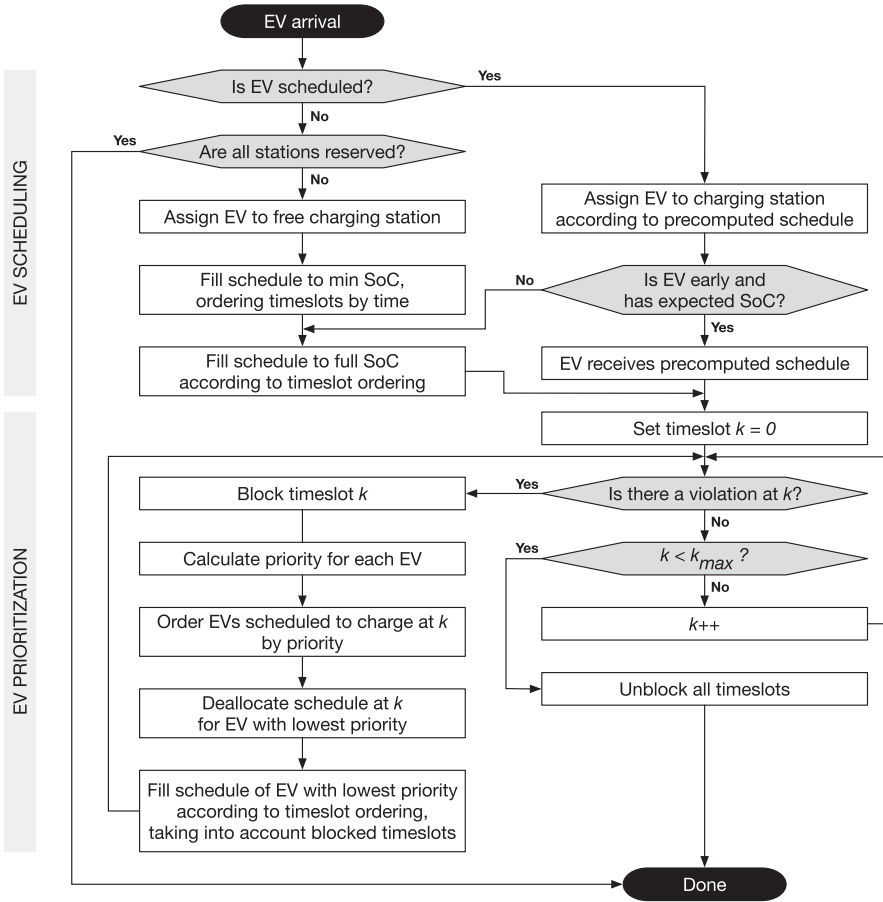 EV arrival
EV SCHEDULING
Is EV scheduled?
Yes
No
Yes
Are all stations reserved?
No
Assign EV to free charging station
Assign EV to charging station
according to precomputed schedule
Fill schedule to min SoC,
ordering timeslots by time
No
Is EV early and
has expected SoC?
Yes
Fill schedule to full SoC
according to timeslot ordering
EV receives precomputed schedule
EV PRIORITIZATION
Set timeslot k = 0
Block timeslot k
Yes
Is there a violation at k?
No
Calculate priority for each EV
Yes
k < kmax ?
No
Order EVs scheduled to charge at k
by priority
k++
Deallocate schedule at k
for EV with lowest priority
Unblock all timeslots
Fill schedule of EV with lowest priority
according to timeslot ordering,
taking into account blocked timeslots
Done